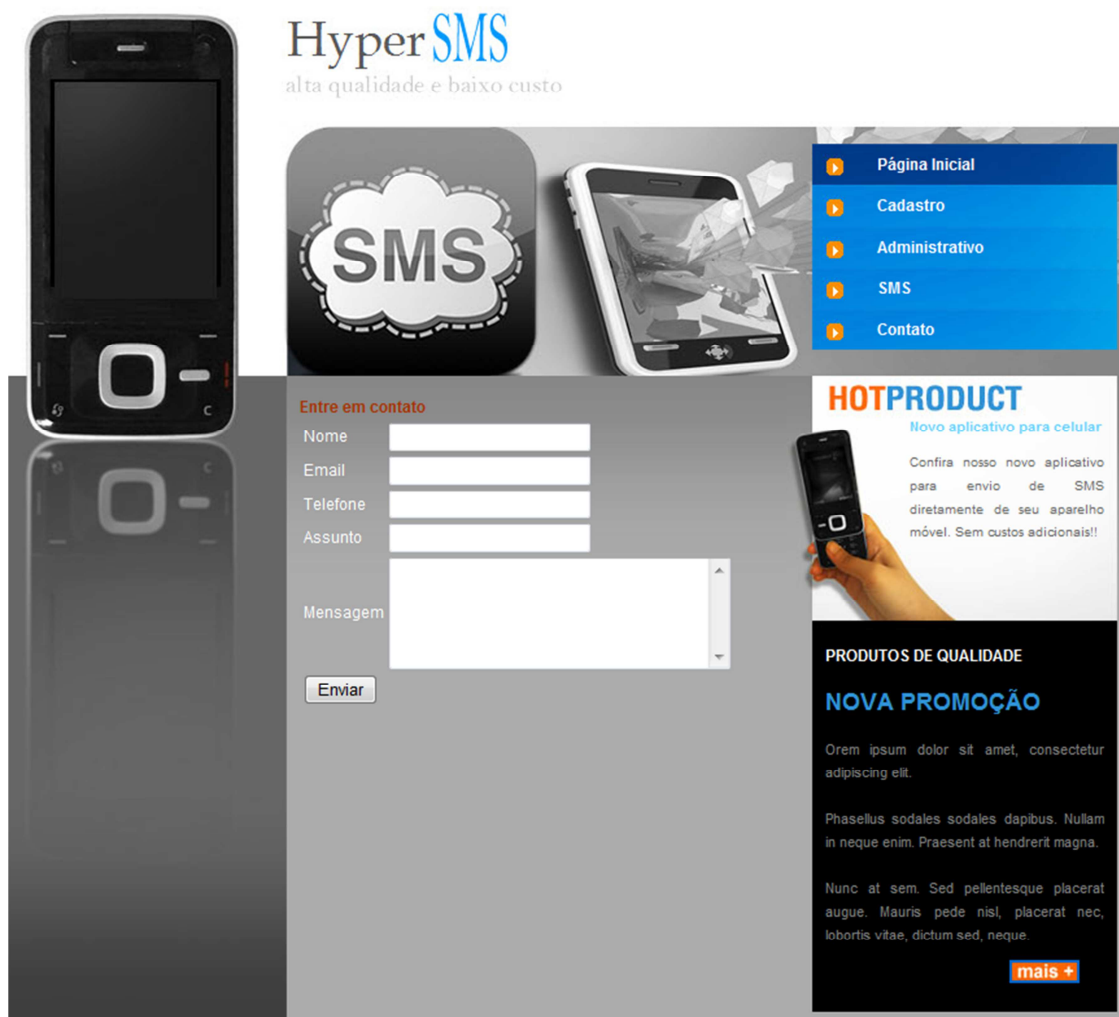 Hyper SMS
alta qualidade e baixo custo
SMS
Página Inicial
Cadastro
Administrativo
SMS
Contato
Entre em contato
Nome
Email
Telefone
Assunto
Mensagem
Enviar
HOTPRODUCT
Novo aplicativo para celular
Confira nosso novo aplicativo
para envio de SMS
diretamente de seu aparelho
móvel. Sem custos adicionais!!
PRODUTOS DE QUALIDADE
NOVA PROMOÇÃO
Orem ipsum dolor sit amet, consectetur
adipiscing elit.
Phasellus sodales sodales dapibus. Nullam
in neque enim. Praesent at hendrerit magna.
Nunc at sem. Sed pellentesque placerat
augue. Mauris pede nisl, placerat nec,
lobortis vitae, dictum sed, neque.
mais +
C